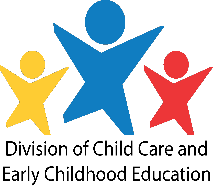 Division of Child Care and
Early Childhood Education